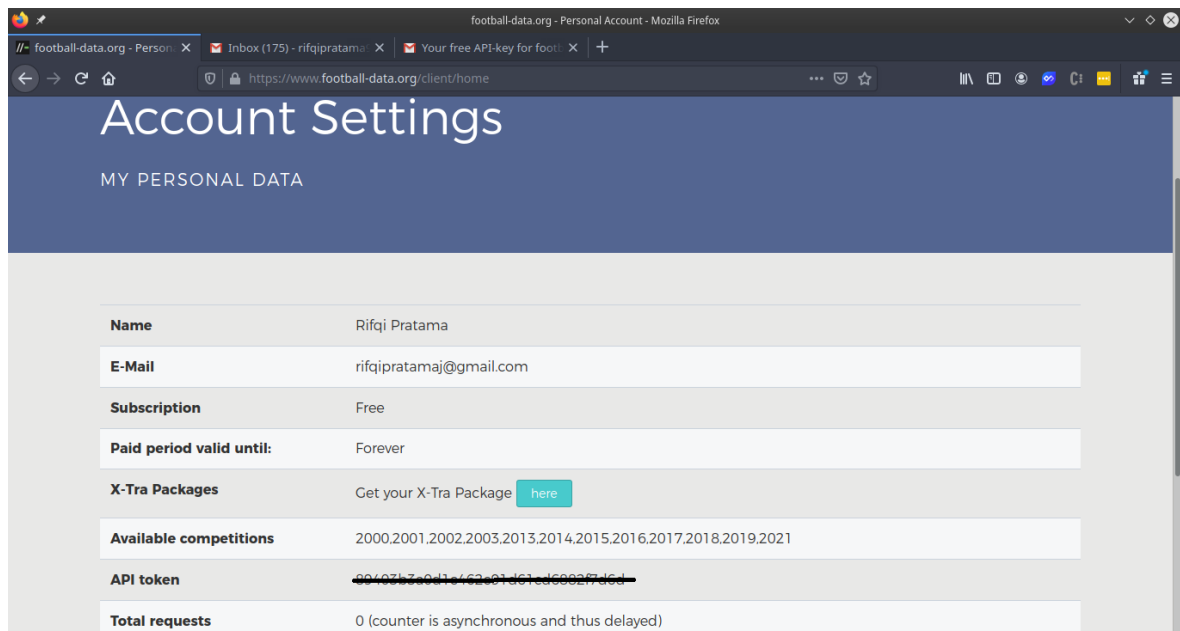 football-data.org - Personal Account - Mozilla Firefox
football-data.org - Person
Inbox (175) - rifqipratama
Your free API-key for footb
https://www.football-data.org/client/home
Account Settings
MY PERSONAL DATA
Name Rifqi Pratama
E-Mail rifqipratamaj@gmail.com
Subscription Free
Paid period valid until: Forever
X-Tra Packages Get your X-Tra Package here
Available competitions 2000,2001,2002,2003,2013,2014,2015,2016,2017,2018,2019,2021
API token
Total requests 0 (counter is asynchronous and thus delayed)